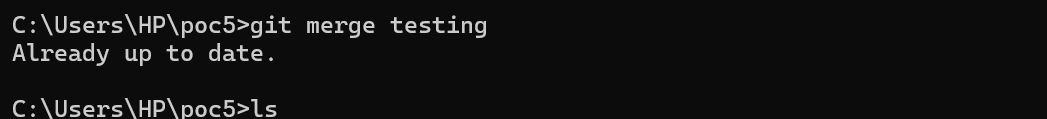 C:\Users\HP\poc5>git merge testing
Already up to date.
C:\Users\HP\poc5>ls